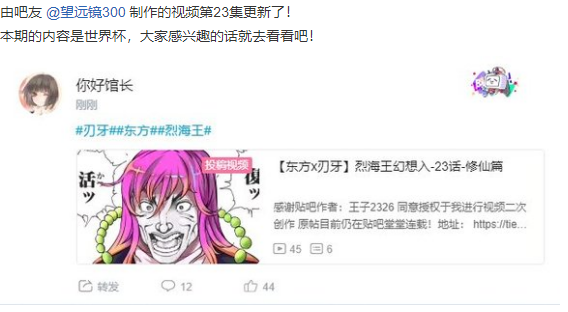 由吧友 @望远镜300 制作的视频第23集更新了！
本期的内容是世界杯，大家感兴趣的话就去看看吧！
你好馆长
刚刚
#刃牙##东方##烈海王#
投稿视频
活ッ
復ッ
【东方x刃牙】烈海王幻想入-23话-修仙篇
感谢贴吧作者：王子2326 同意授权于我进行视频二次
创作 原帖目前仍在贴吧堂堂连载！地址： https://tie...
45 6
转发 12 44